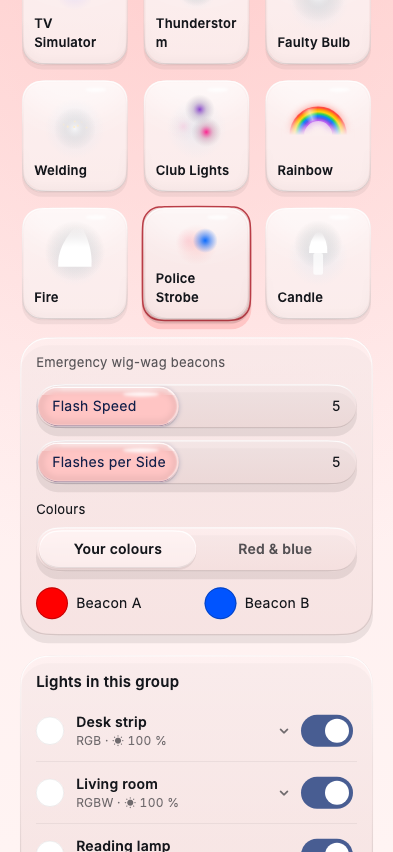 TV
Simulator
Thunderstor
m
Faulty Bulb
Welding
Club Lights
Rainbow
Fire
Police
Strobe
Candle
Emergency wig-wag beacons
Flash Speed 5
Flashes per Side 5
Colours
Your colours Red & blue
Beacon A Beacon B
Lights in this group
Desk strip
RGB · ☀ 100 %
Living room
RGBW · ☀ 100 %
Reading lamp